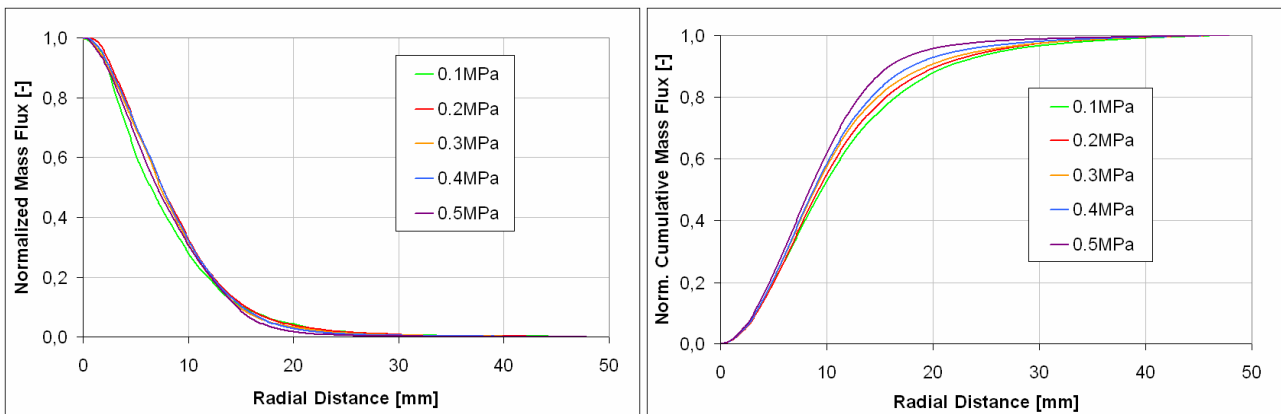 Normalized Mass Flux [-]
1,0
0,8
0,6
0,4
0,2
0,0
0.1MPa
0.2MPa
0.3MPa
0.4MPa
0.5MPa
0
10
20
30
40
50
Radial Distance [mm]
Norm. Cumulative Mass Flux [-]
1,0
0,8
0,6
0,4
0,2
0,0
0.1MPa
0.2MPa
0.3MPa
0.4MPa
0.5MPa
0
10
20
30
40
50
Radial Distance [mm]